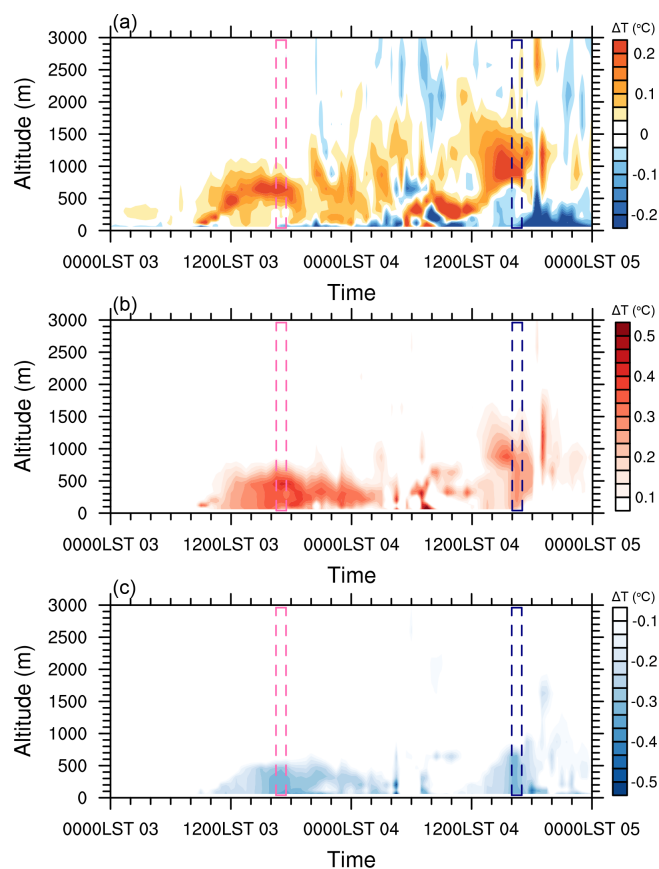 (a)
ΔT (°C)
3000
2500
2000
1500
1000
500
0
Altitude (m)
0.2
0.1
0
-0.1
-0.2
0000LST 03
1200LST 03
0000LST 04
1200LST 04
0000LST 05
Time
(b)
ΔT (°C)
3000
2500
2000
1500
1000
500
0
Altitude (m)
0.5
0.4
0.3
0.2
0.1
0000LST 03
1200LST 03
0000LST 04
1200LST 04
0000LST 05
Time
(c)
ΔT (°C)
3000
2500
2000
1500
1000
500
0
Altitude (m)
-0.1
-0.2
-0.3
-0.4
-0.5
0000LST 03
1200LST 03
0000LST 04
1200LST 04
0000LST 05
Time